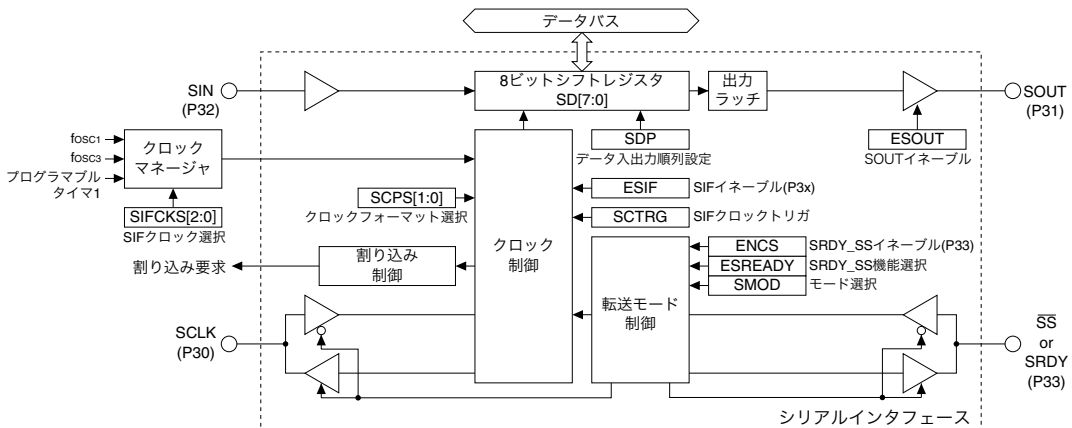 データバス
SIN
(P32)
8ビットシフトレジスタ
SD[7:0]
出力
ラッチ
SOUT
(P31)
fOSC1
fOSC3
プログラマブル
タイマ1
クロック
マネージャ
SIFCKS[2:0]
SIFクロック選択
SDP
データ入出力順列設定
ESOUT
SOUTイネーブル
SCPS[1:0]
クロックフォーマット選択
ESIF
SIFイネーブル(P3x)
SCTRG
SIFクロックトリガ
クロック
制御
割り込み要求
割り込み
制御
ENCS
SRDY_SSイネーブル(P33)
ESREADY
SRDY_SS機能選択
SMOD
モード選択
転送モード
制御
SCLK
(P30)
SS
or
SRDY
(P33)
シリアルインタフェース